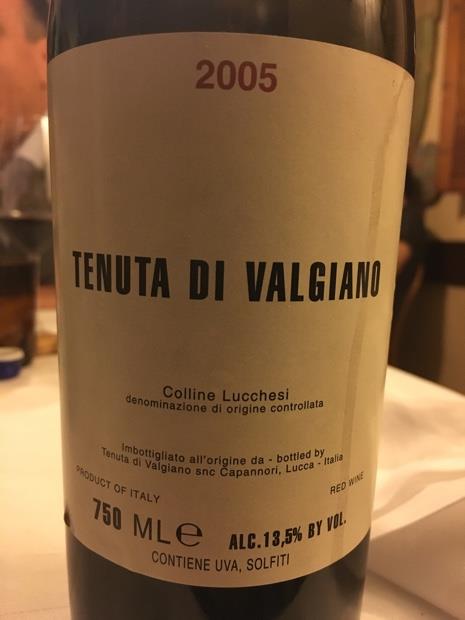 2005
TENUTA DI VALGIANO
Colline Lucchesi
denominazione di origine controllata
Imbottigliato all'origine da - bottled by
Tenuta di Valgiano snc Capannori, Lucca - Italia
PRODUCT OF ITALY
RED WINE
750 ML e
ALC.13,5% BY VOL.
CONTIENE UVA, SOLFITI